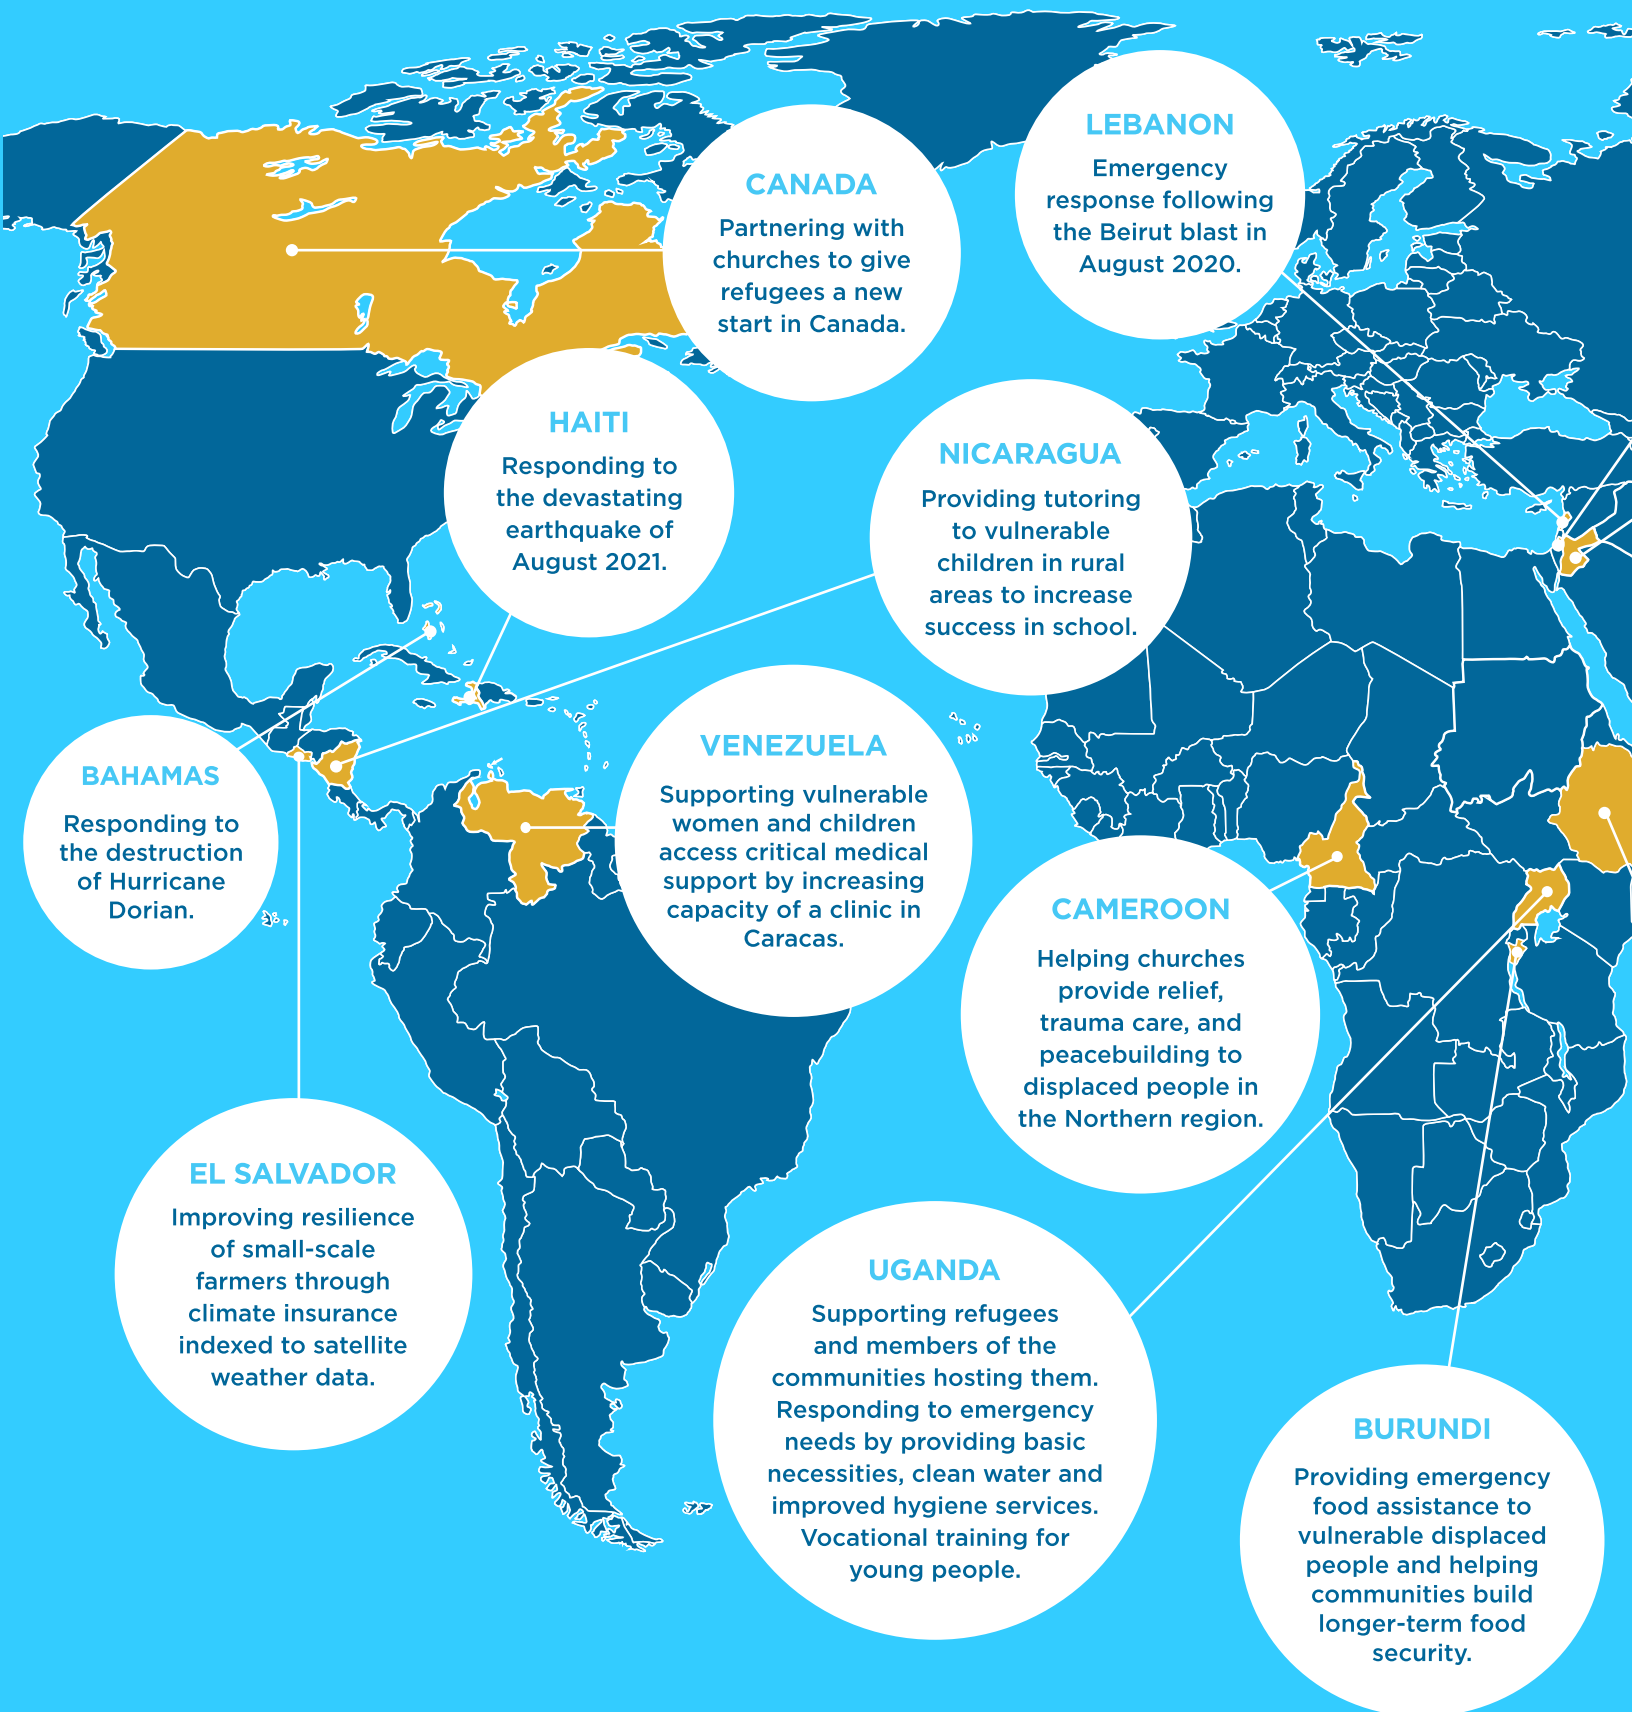 LEBANON
Emergency
response following
the Beirut blast in
August 2020.
CANADA
Partnering with
churches to give
refugees a new
start in Canada.
HAITI
Responding to
the devastating
earthquake of
August 2021.
NICARAGUA
Providing tutoring
to vulnerable
children in rural
areas to increase
success in school.
VENEZUELA
Supporting vulnerable
women and children
access critical medical
support by increasing
capacity of a clinic in
Caracas.
BAHAMAS
Responding to
the destruction
of Hurricane
Dorian.
CAMEROON
Helping churches
provide relief,
trauma care, and
peacebuilding to
displaced people in
the Northern region.
EL SALVADOR
Improving resilience
of small-scale
farmers through
climate insurance
indexed to satellite
weather data.
UGANDA
Supporting refugees
and members of the
communities hosting them.
Responding to emergency
needs by providing basic
necessities, clean water and
improved hygiene services.
Vocational training for
young people.
BURUNDI
Providing emergency
food assistance to
vulnerable displaced
people and helping
communities build
longer-term food
security.